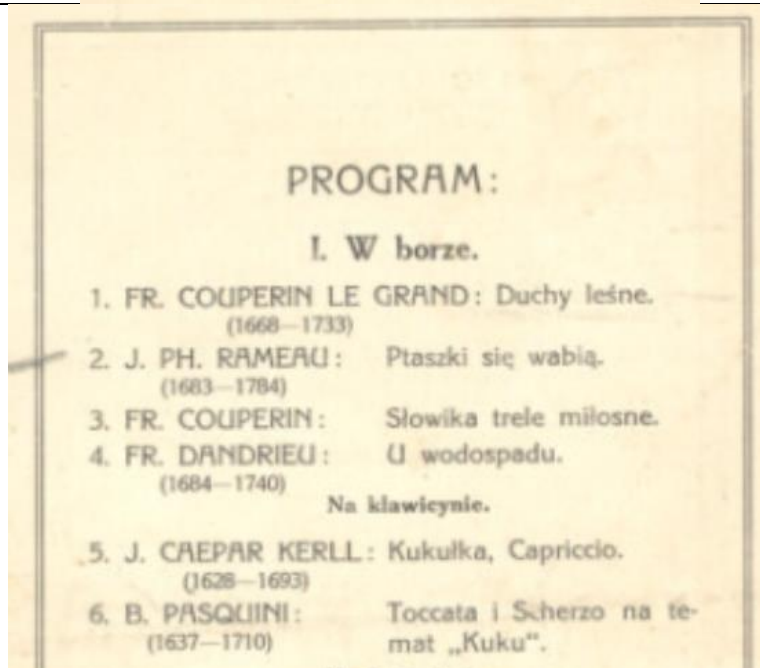 PROGRAM:
I. W borze.
1. FR. COUPERIN LE GRAND: Duchy leśne.
(1668—1733)
2. J. PH. RAMEAU: Ptaszki się wabią.
(1683—1784)
3. FR. COUPERIN: Słowika trele miłosne.
4. FR. DANDRIEU: U wodospadu.
(1684—1740)
Na klawicynie.
5. J. CAEPAR KERLL: Kukułka, Capriccio.
(1628—1693)
6. B. PASQUINI: Toccata i Scherzo na te-
(1637—1710) mat „Kuku“.